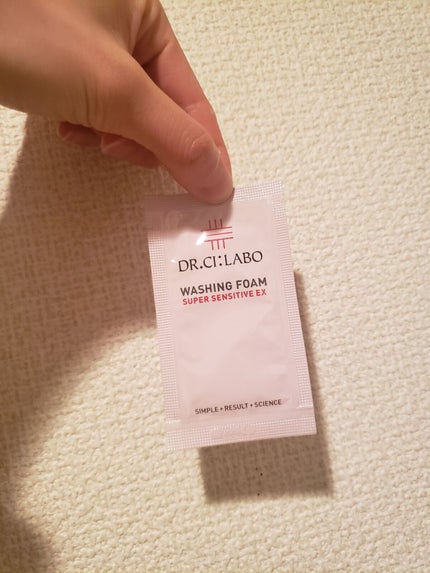 DR.CI:LABO
WASHING FOAM
SUPER SENSITIVE EX
SIMPLE + RESULT + SCIENCE